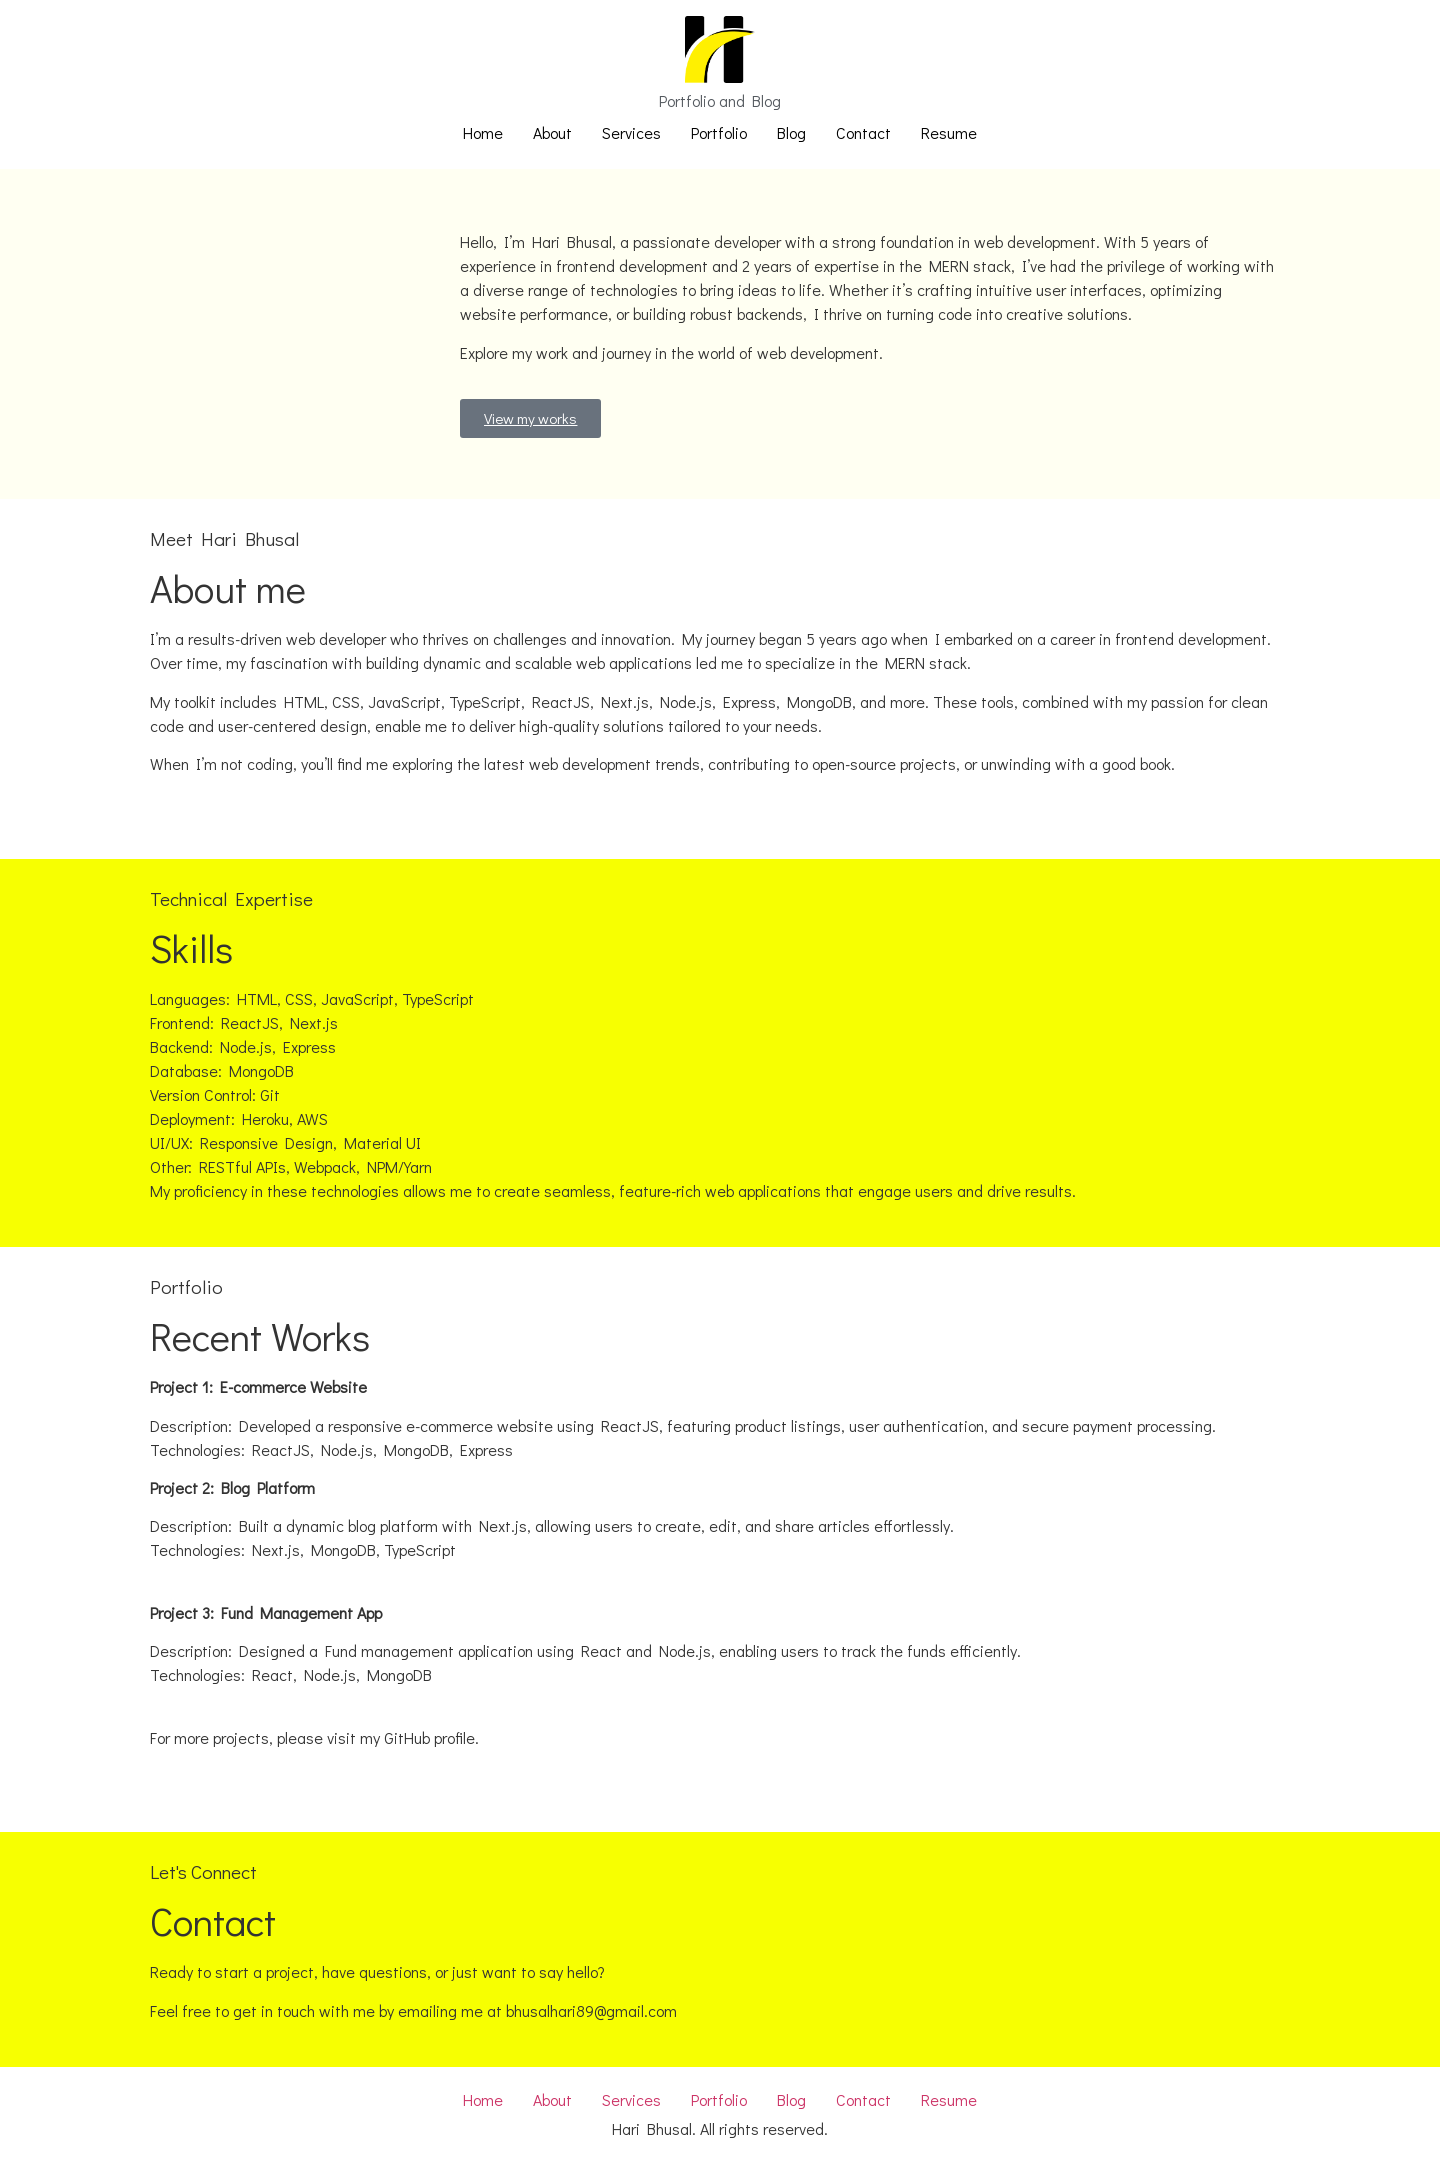 Portfolio and Blog
Home About Services Portfolio Blog Contact Resume
Hello, I’m Hari Bhusal, a passionate developer with a strong foundation in web development. With 5 years of
experience in frontend development and 2 years of expertise in the MERN stack, I’ve had the privilege of working with
a diverse range of technologies to bring ideas to life. Whether it’s crafting intuitive user interfaces, optimizing
website performance, or building robust backends, I thrive on turning code into creative solutions.
Explore my work and journey in the world of web development.
View my works
Meet Hari Bhusal
About me
I’m a results-driven web developer who thrives on challenges and innovation. My journey began 5 years ago when I embarked on a career in frontend development.
Over time, my fascination with building dynamic and scalable web applications led me to specialize in the MERN stack.
My toolkit includes HTML, CSS, JavaScript, TypeScript, ReactJS, Next.js, Node.js, Express, MongoDB, and more. These tools, combined with my passion for clean
code and user-centered design, enable me to deliver high-quality solutions tailored to your needs.
When I’m not coding, you’ll find me exploring the latest web development trends, contributing to open-source projects, or unwinding with a good book.
Technical Expertise
Skills
Languages: HTML, CSS, JavaScript, TypeScript
Frontend: ReactJS, Next.js
Backend: Node.js, Express
Database: MongoDB
Version Control: Git
Deployment: Heroku, AWS
UI/UX: Responsive Design, Material UI
Other: RESTful APIs, Webpack, NPM/Yarn
My proficiency in these technologies allows me to create seamless, feature-rich web applications that engage users and drive results.
Portfolio
Recent Works
Project 1: E-commerce Website
Description: Developed a responsive e-commerce website using ReactJS, featuring product listings, user authentication, and secure payment processing.
Technologies: ReactJS, Node.js, MongoDB, Express
Project 2: Blog Platform
Description: Built a dynamic blog platform with Next.js, allowing users to create, edit, and share articles effortlessly.
Technologies: Next.js, MongoDB, TypeScript
Project 3: Fund Management App
Description: Designed a Fund management application using React and Node.js, enabling users to track the funds efficiently.
Technologies: React, Node.js, MongoDB
For more projects, please visit my GitHub profile.
Let's Connect
Contact
Ready to start a project, have questions, or just want to say hello?
Feel free to get in touch with me by emailing me at bhusalhari89@gmail.com
Home About Services Portfolio Blog Contact Resume
Hari Bhusal. All rights reserved.